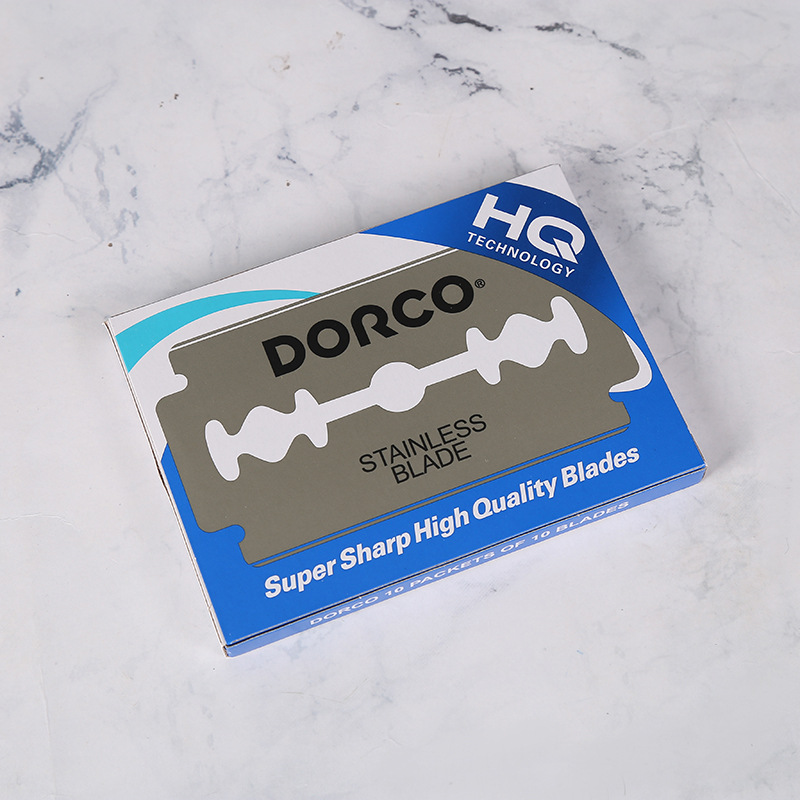 HQ
TECHNOLOGY
DORCO®
STAINLESS
BLADE
Super Sharp High Quality Blades
DORCO 10 PACKETS OF 10 BLADES